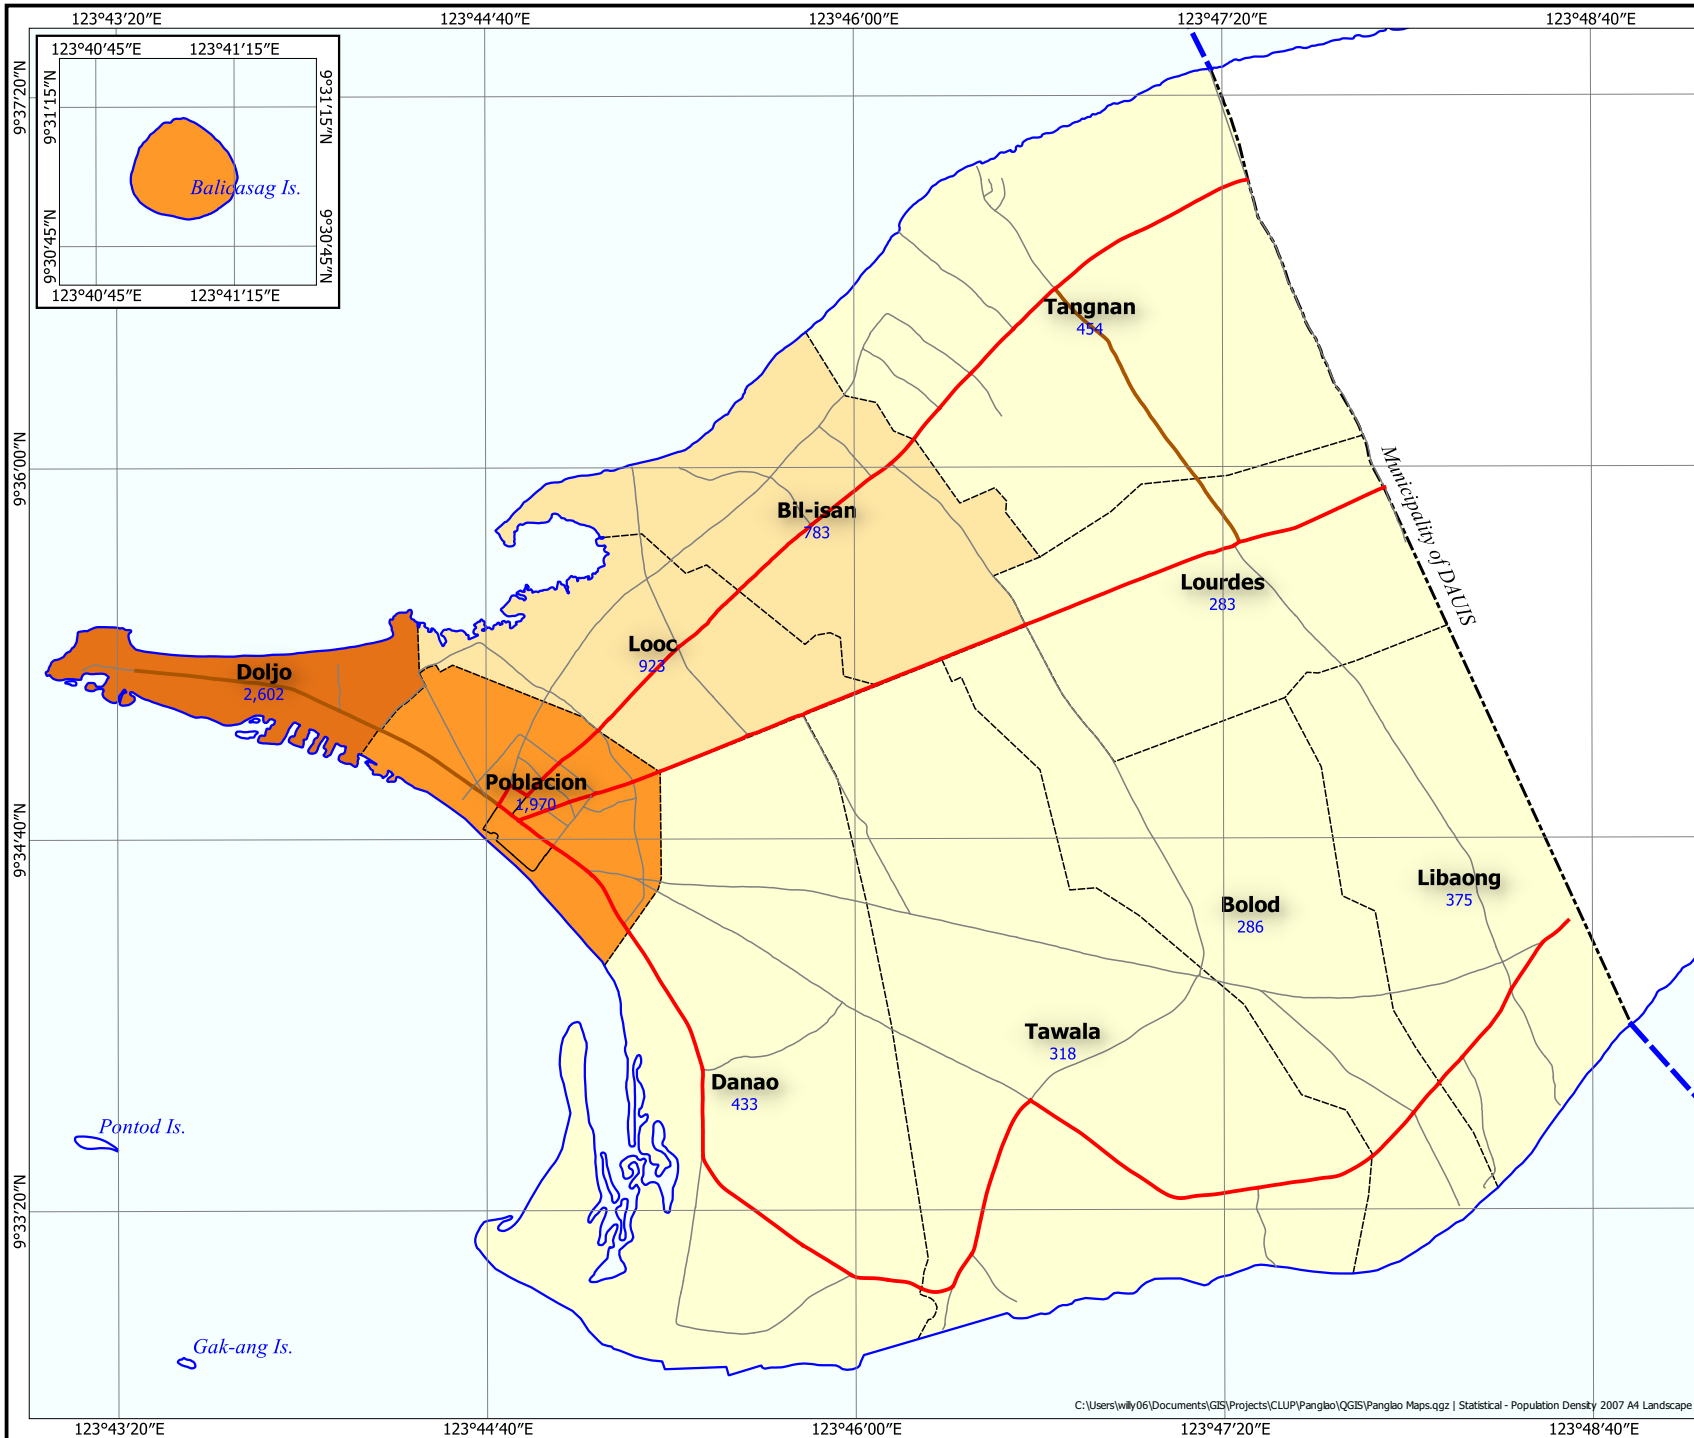 123°43′20″E
123°44′40″E
123°46′00″E
123°47′20″E
123°48′40″E
123°40′45″E
123°41′15″E
9°31′15″N
9°31′15″N
Balicasag Is.
9°30′45″N
9°30′45″N
123°40′45″E
123°41′15″E
9°37′20″N
Tangnan
454
9°36′00″N
Municipality of DAUIS
Bil-isan
783
Lourdes
283
Looc
923
Doljo
2,602
Poblacion
1,970
9°34′40″N
Libaong
375
Bolod
286
Tawala
318
Danao
433
Pontod Is.
9°33′20″N
Gak-ang Is.
C:\Users\willy06\Documents\GIS\Projects\CLUP\Panglao\QGIS\Panglao Maps.qgz | Statistical - Population Density 2007 A4 Landscape
123°43′20″E
123°44′40″E
123°46′00″E
123°47′20″E
123°48′40″E